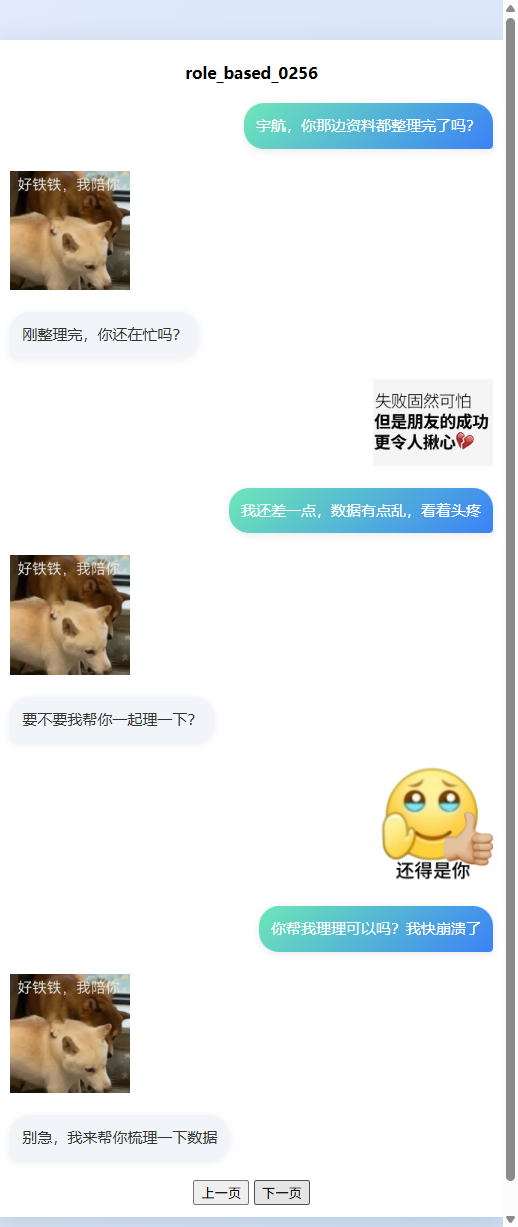 role_based_0256
宇航，你那边资料都整理完了吗？
好铁铁，我陪你
刚整理完，你还在忙吗？
失败固然可怕
但是朋友的成功
更令人揪心💔
我还差一点，数据有点乱，看着头疼
好铁铁，我陪你
要不要我帮你一起理一下？
还得是你
你帮我理理可以吗？我快崩溃了
好铁铁，我陪你
别急，我来帮你梳理一下数据
上一页 下一页